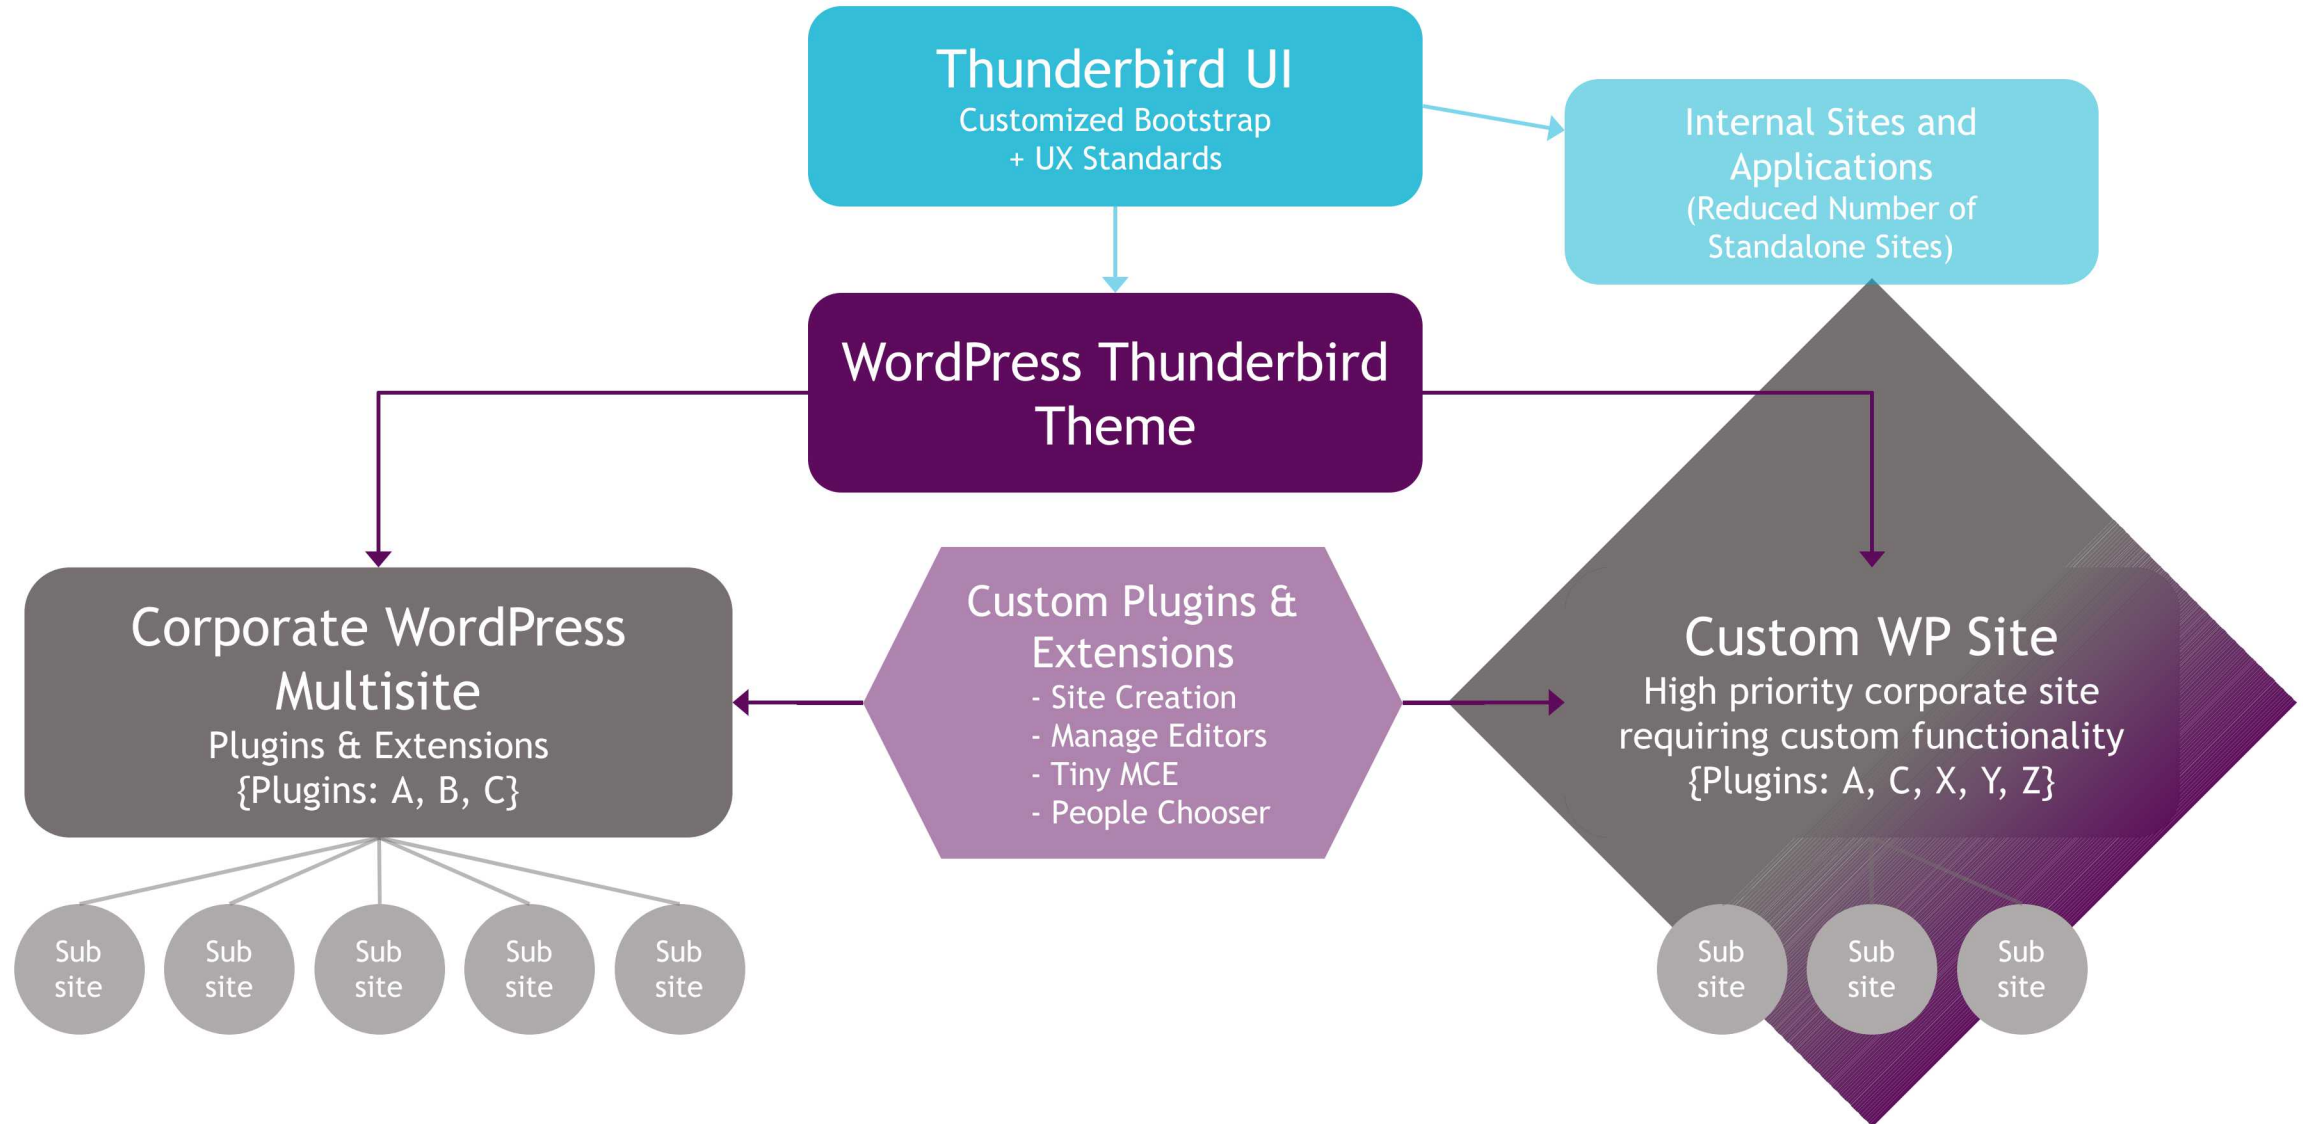 Thunderbird UI
Customized Bootstrap
+ UX Standards
Internal Sites and
Applications
(Reduced Number of
Standalone Sites)
WordPress Thunderbird
Theme
Corporate WordPress
Multisite
Plugins & Extensions
{Plugins: A, B, C}
Custom Plugins &
Extensions
- Site Creation
- Manage Editors
- Tiny MCE
- People Chooser
Custom WP Site
High priority corporate site
requiring custom functionality
{Plugins: A, C, X, Y, Z}
Sub
site
Sub
site
Sub
site
Sub
site
Sub
site
Sub
site
Sub
site
Sub
site